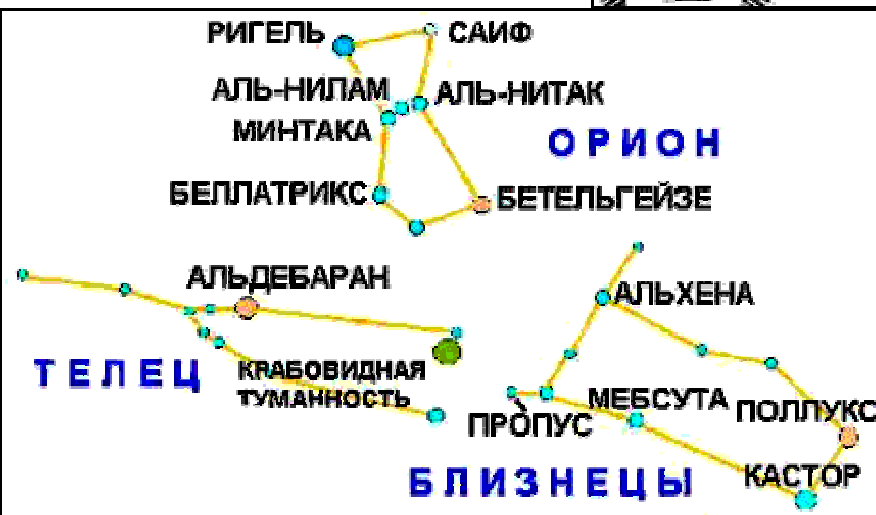 РИГЕЛЬ
САИФ
АЛЬ-НИЛАМ
АЛЬ-НИТАК
МИНТАКА
ОРИОН
БЕЛЛАТРИКС
БЕТЕЛЬГЕЙЗЕ
АЛЬДЕБАРАН
АЛЬХЕНА
ТЕЛЕЦ
КРАБОВИДНАЯ
ТУМАННОСТЬ
ПРОПУС
МЕБСУТА
ПОЛЛУКС
БЛИЗНЕЦЫ
КАСТОР